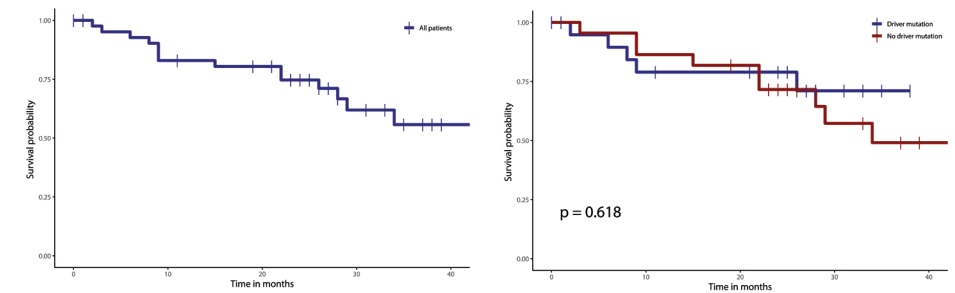 1.00
0.75
0.50
0.25
0.00
Survival probability
0 10 20 30 40
Time in months
All patients
1.00
0.75
0.50
0.25
0.00
Survival probability
0 10 20 30 40
Time in months
Driver mutation
No driver mutation
p = 0.618